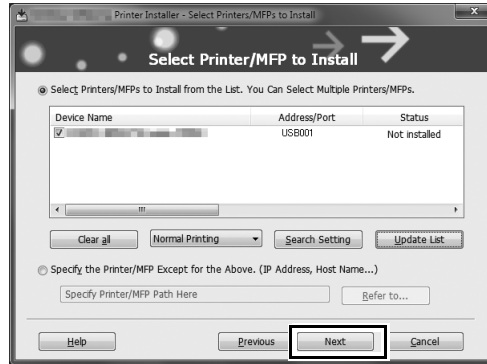 Printer Installer - Select Printers/MFPs to Install
x
Select Printer/MFP to Install
Select Printers/MFPs to Install from the List. You Can Select Multiple Printers/MFPs.
Device Name Address/Port Status
USB001 Not installed
Clear all Normal Printing Search Setting Update List
Specify the Printer/MFP Except for the Above. (IP Address, Host Name...)
Specify Printer/MFP Path Here Refer to...
Help Previous Next Cancel